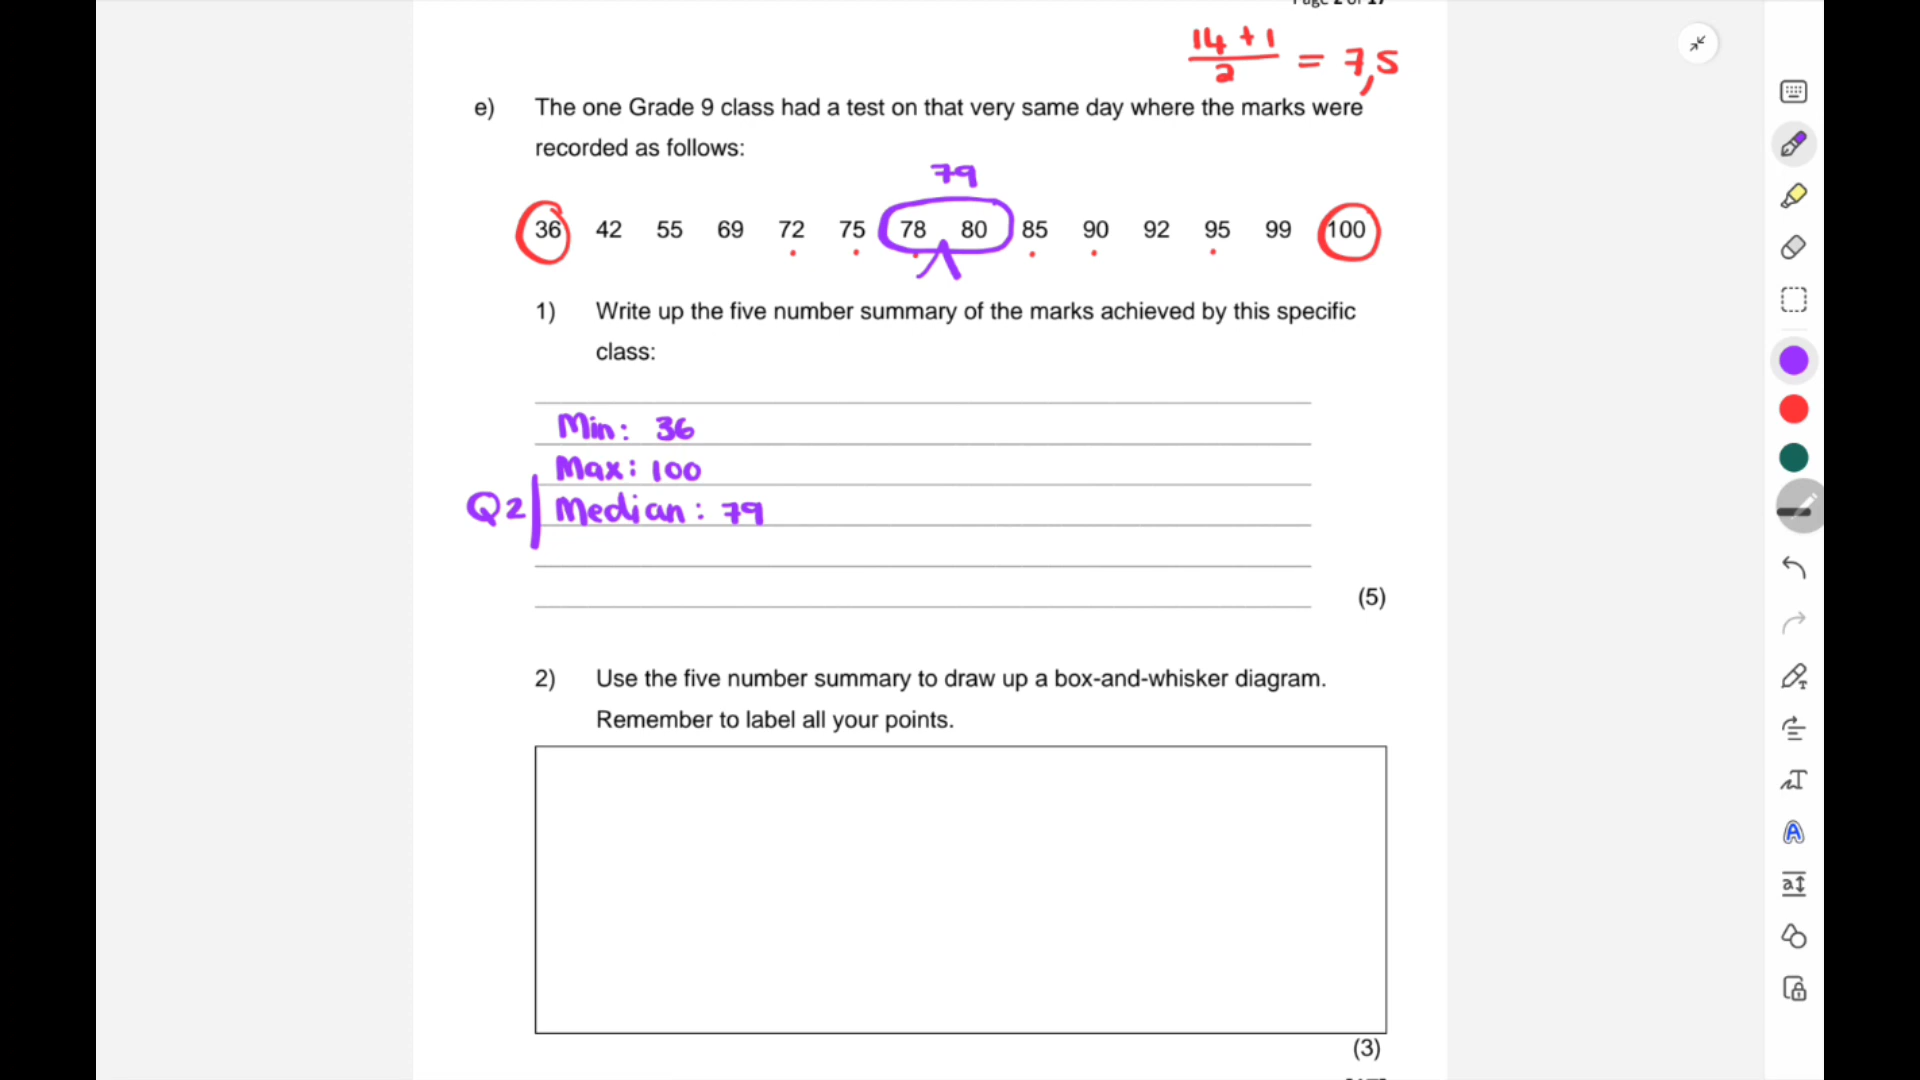 14 + 1
2
= 7,5
e) The one Grade 9 class had a test on that very same day where the marks were
recorded as follows:
79
36 42 55 69 72 75 78 80 85 90 92 95 99 100
1) Write up the five number summary of the marks achieved by this specific
class:
Min: 36
Max: 100
Q2 Median: 79
(5)
2) Use the five number summary to draw up a box-and-whisker diagram.
Remember to label all your points.
(3)